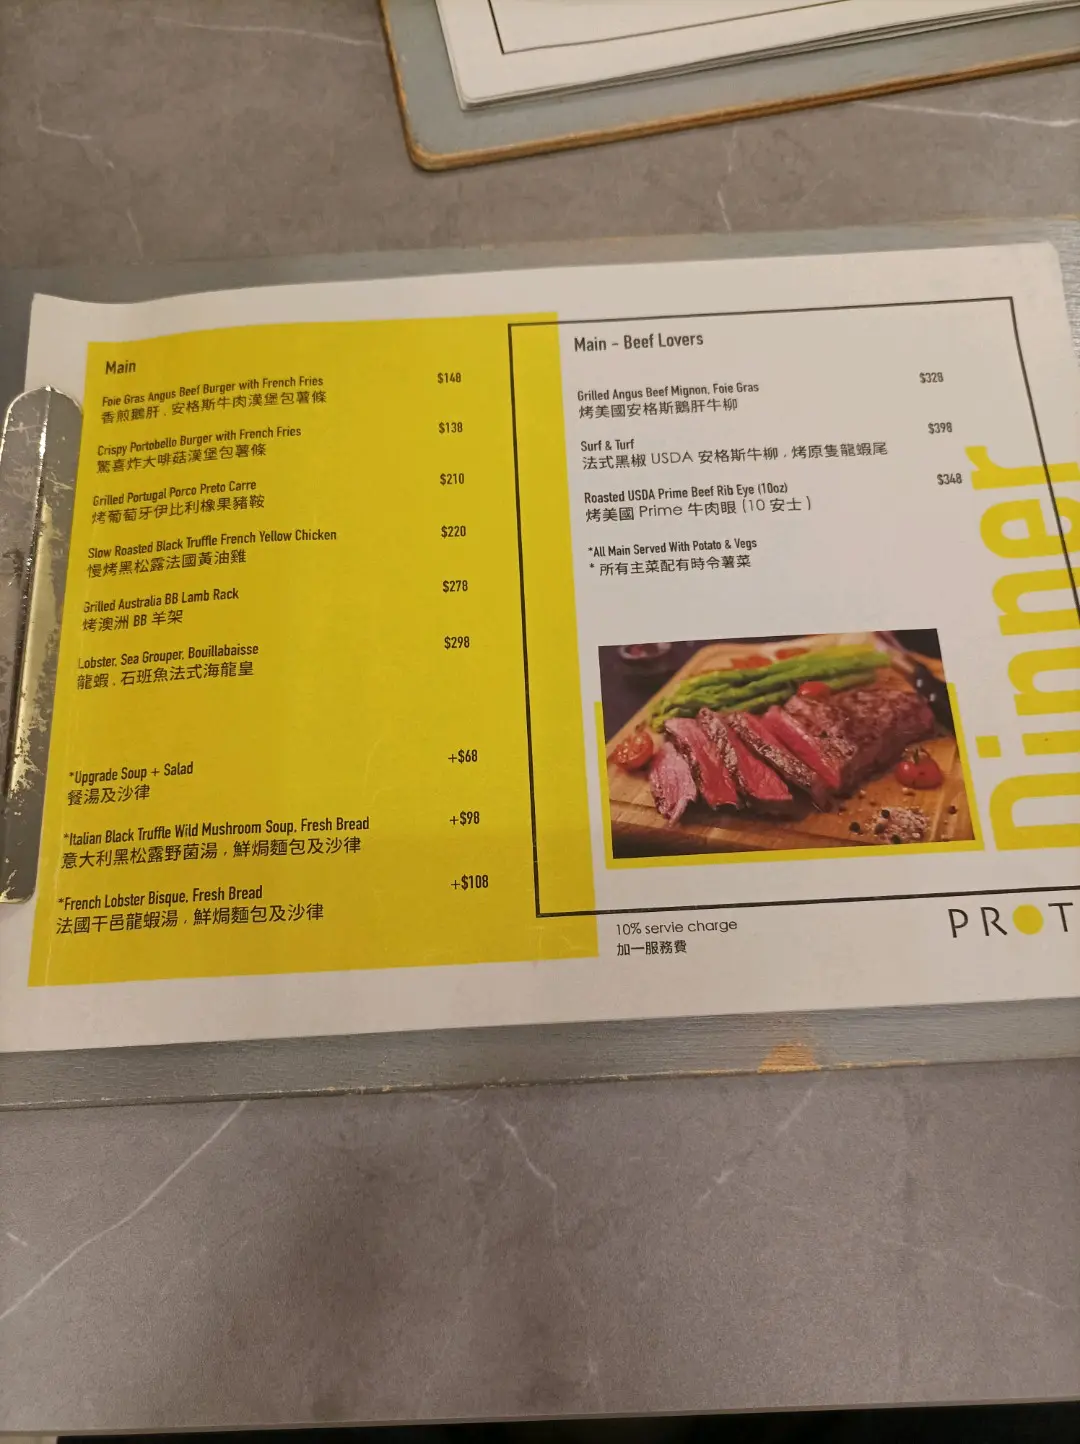 Main
Foie Gras Angus Beef Burger with French Fries $148
香煎鵝肝,安格斯牛肉漢堡包薯條
Crispy Portobello Burger with French Fries $138
驚喜炸大啡菇漢堡包薯條
Grilled Portugal Porco Preto Carre $210
烤葡萄牙伊比利橡果豬鞍
Slow Roasted Black Truffle French Yellow Chicken $220
慢烤黑松露法國黃油雞
Grilled Australia BB Lamb Rack $278
烤澳洲 BB 羊架
Lobster, Sea Grouper, Bouillabaisse $298
龍蝦,石班魚法式海龍皇
*Upgrade Soup + Salad +$68
餐湯及沙律
*Italian Black Truffle Wild Mushroom Soup, Fresh Bread +$98
意大利黑松露野菌湯,鮮焗麵包及沙律
*French Lobster Bisque, Fresh Bread +$108
法國干邑龍蝦湯,鮮焗麵包及沙律
Main - Beef Lovers
Grilled Angus Beef Mignon, Foie Gras $328
烤美國安格斯鵝肝牛柳
Surf & Turf $398
法式黑椒 USDA 安格斯牛柳,烤原隻龍蝦尾
Roasted USDA Prime Beef Rib Eye (10oz) $348
烤美國 Prime 牛肉眼 (10 安士)
*All Main Served With Potato & Vegs
* 所有主菜配有時令薯菜
Dinner
10% servie charge
加一服務費
PROT